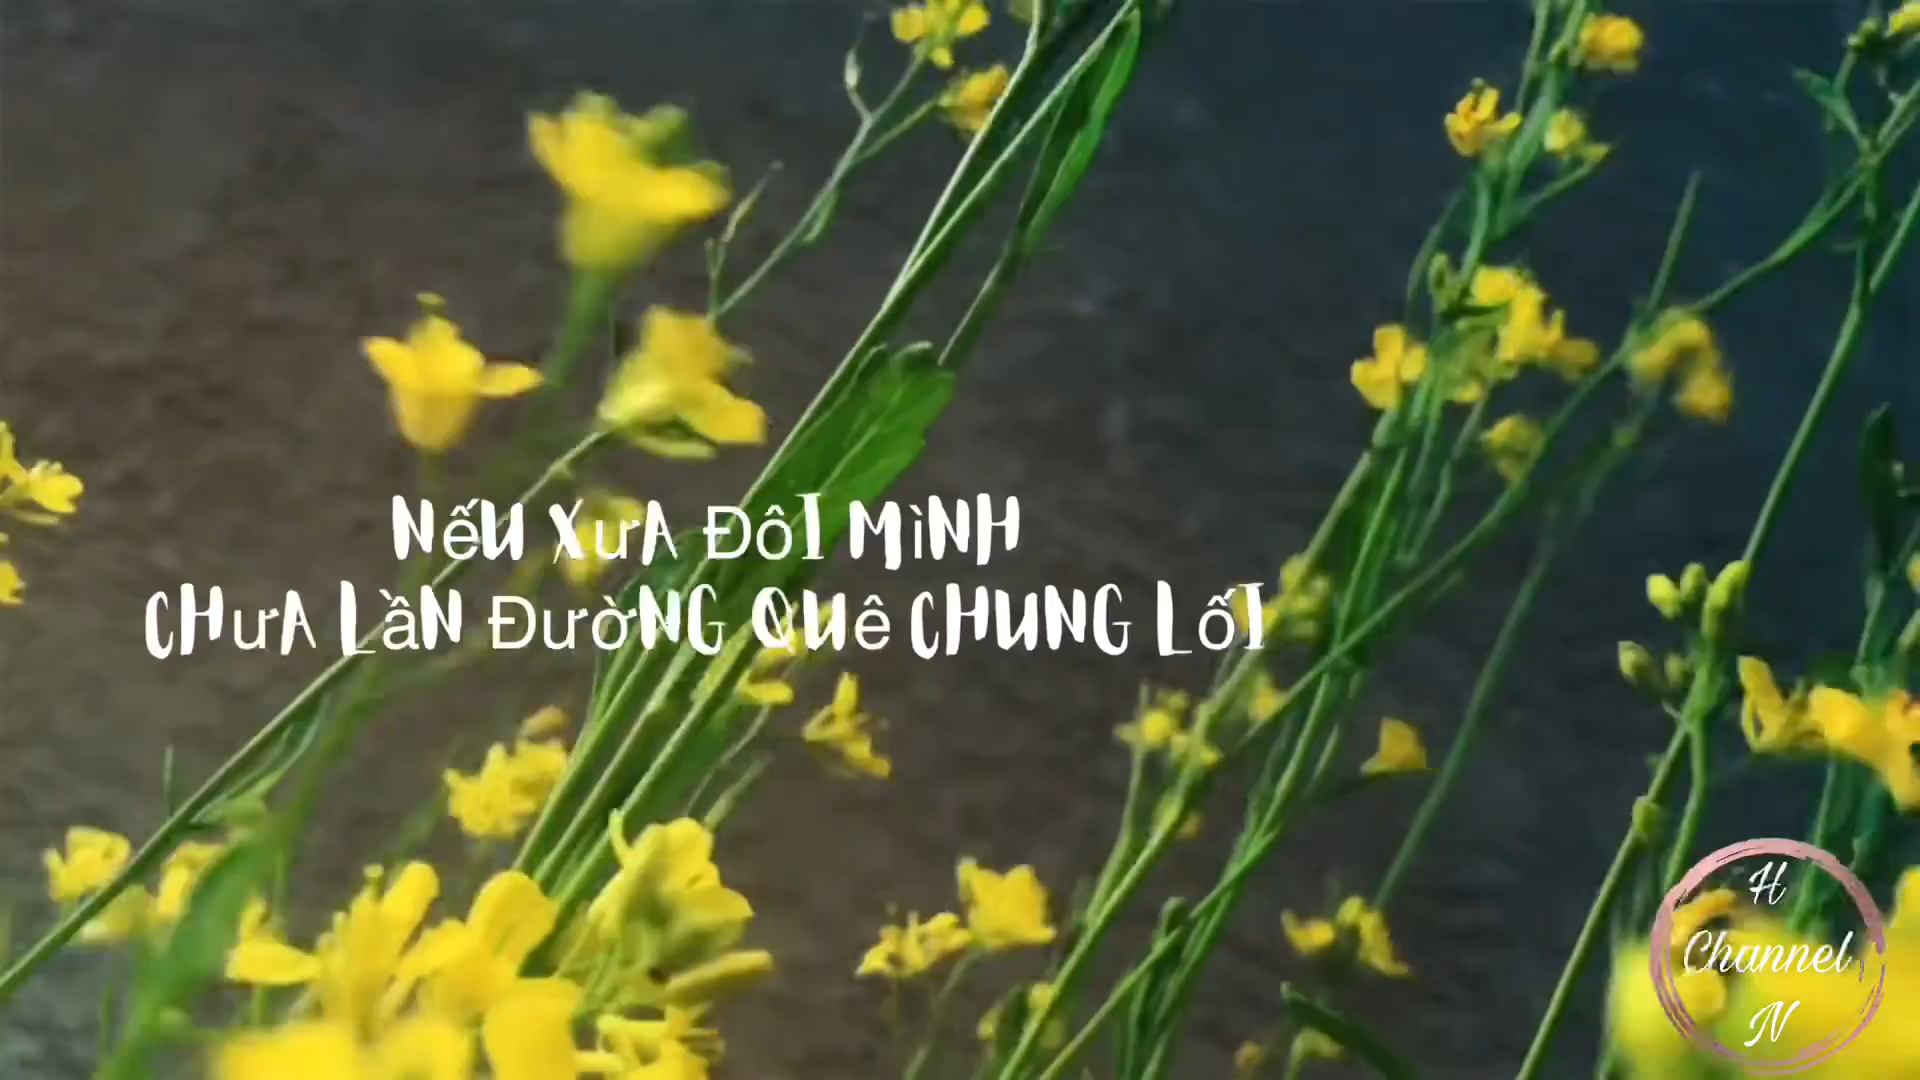 NếU XưA ĐôI MìNH
CHưA LầN ĐườNG QUê CHUNG LốI
H
Channel
N